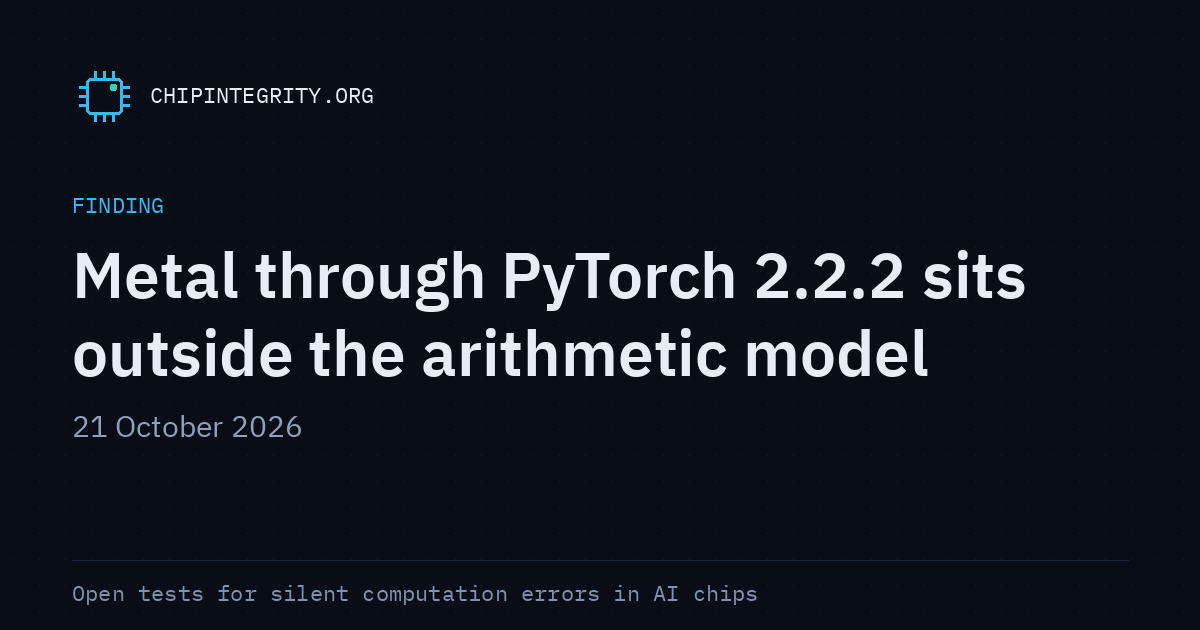 CHIPINTEGRITY.ORG
FINDING
Metal through PyTorch 2.2.2 sits
outside the arithmetic model
21 October 2026
Open tests for silent computation errors in AI chips